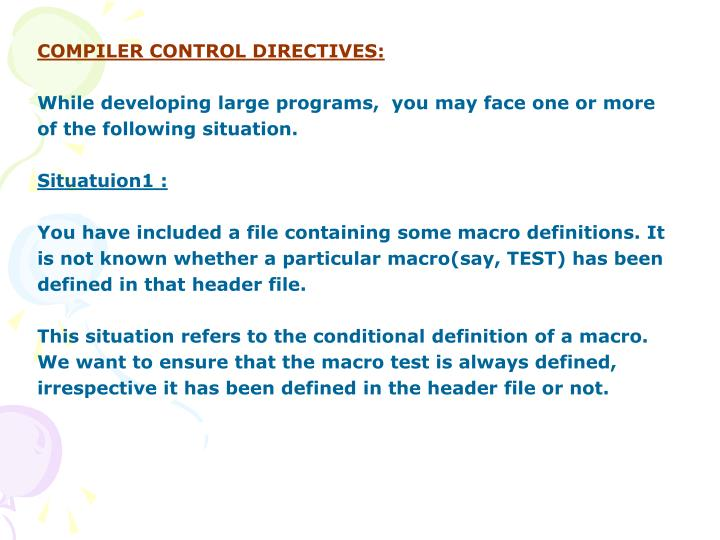 COMPILER CONTROL DIRECTIVES:
While developing large programs,  you may face one or more
of the following situation.
Situatuion1 :
You have included a file containing some macro definitions. It
is not known whether a particular macro(say, TEST) has been
defined in that header file.
This situation refers to the conditional definition of a macro.
We want to ensure that the macro test is always defined,
irrespective it has been defined in the header file or not.